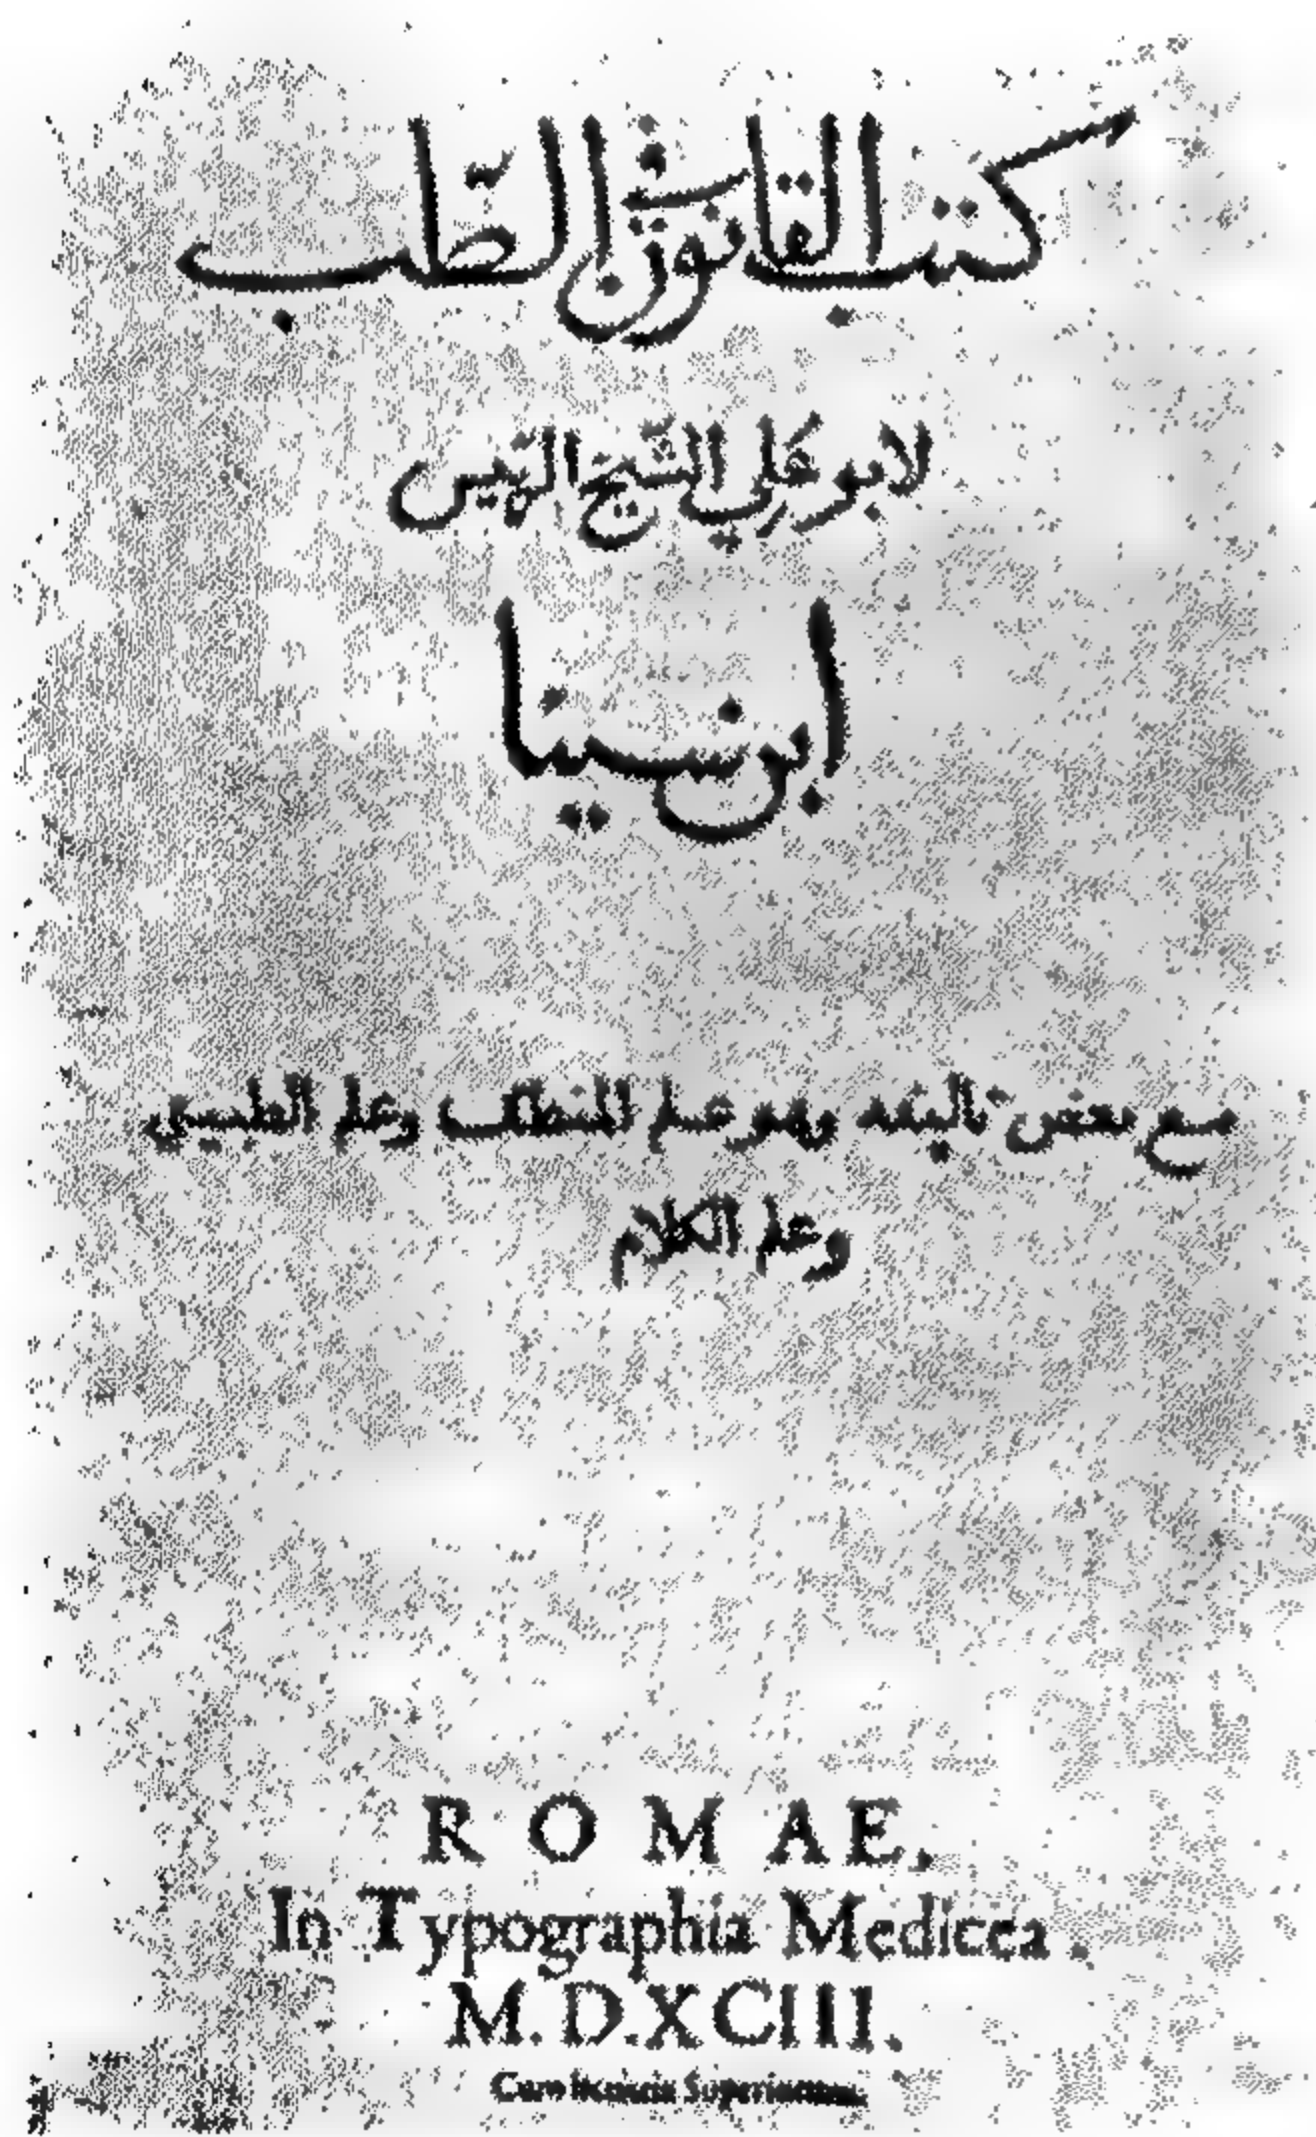 كتب القانون في الطب
لابو علي الشيخ الرئيس
ابن سينا
مع بعض تاليفه وهو علم المنطق وعلم الطبيعي
وعلم الكلام
ROMAE,
In Typographia Medicea.
M.D.XCIII.
Cum licentia Superiorum.